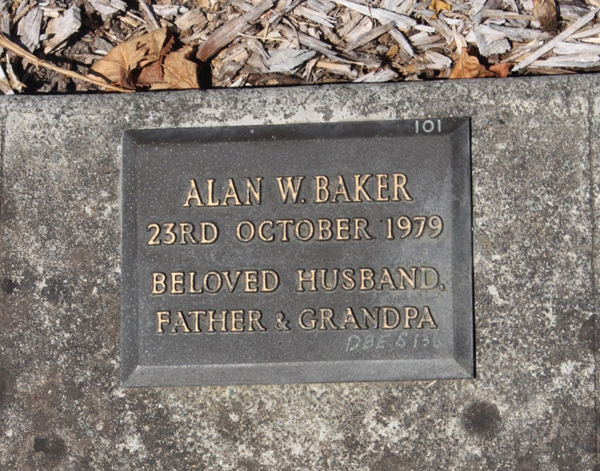 101
ALAN W. BAKER
23RD OCTOBER 1979
BELOVED HUSBAND,
FATHER & GRANDPA